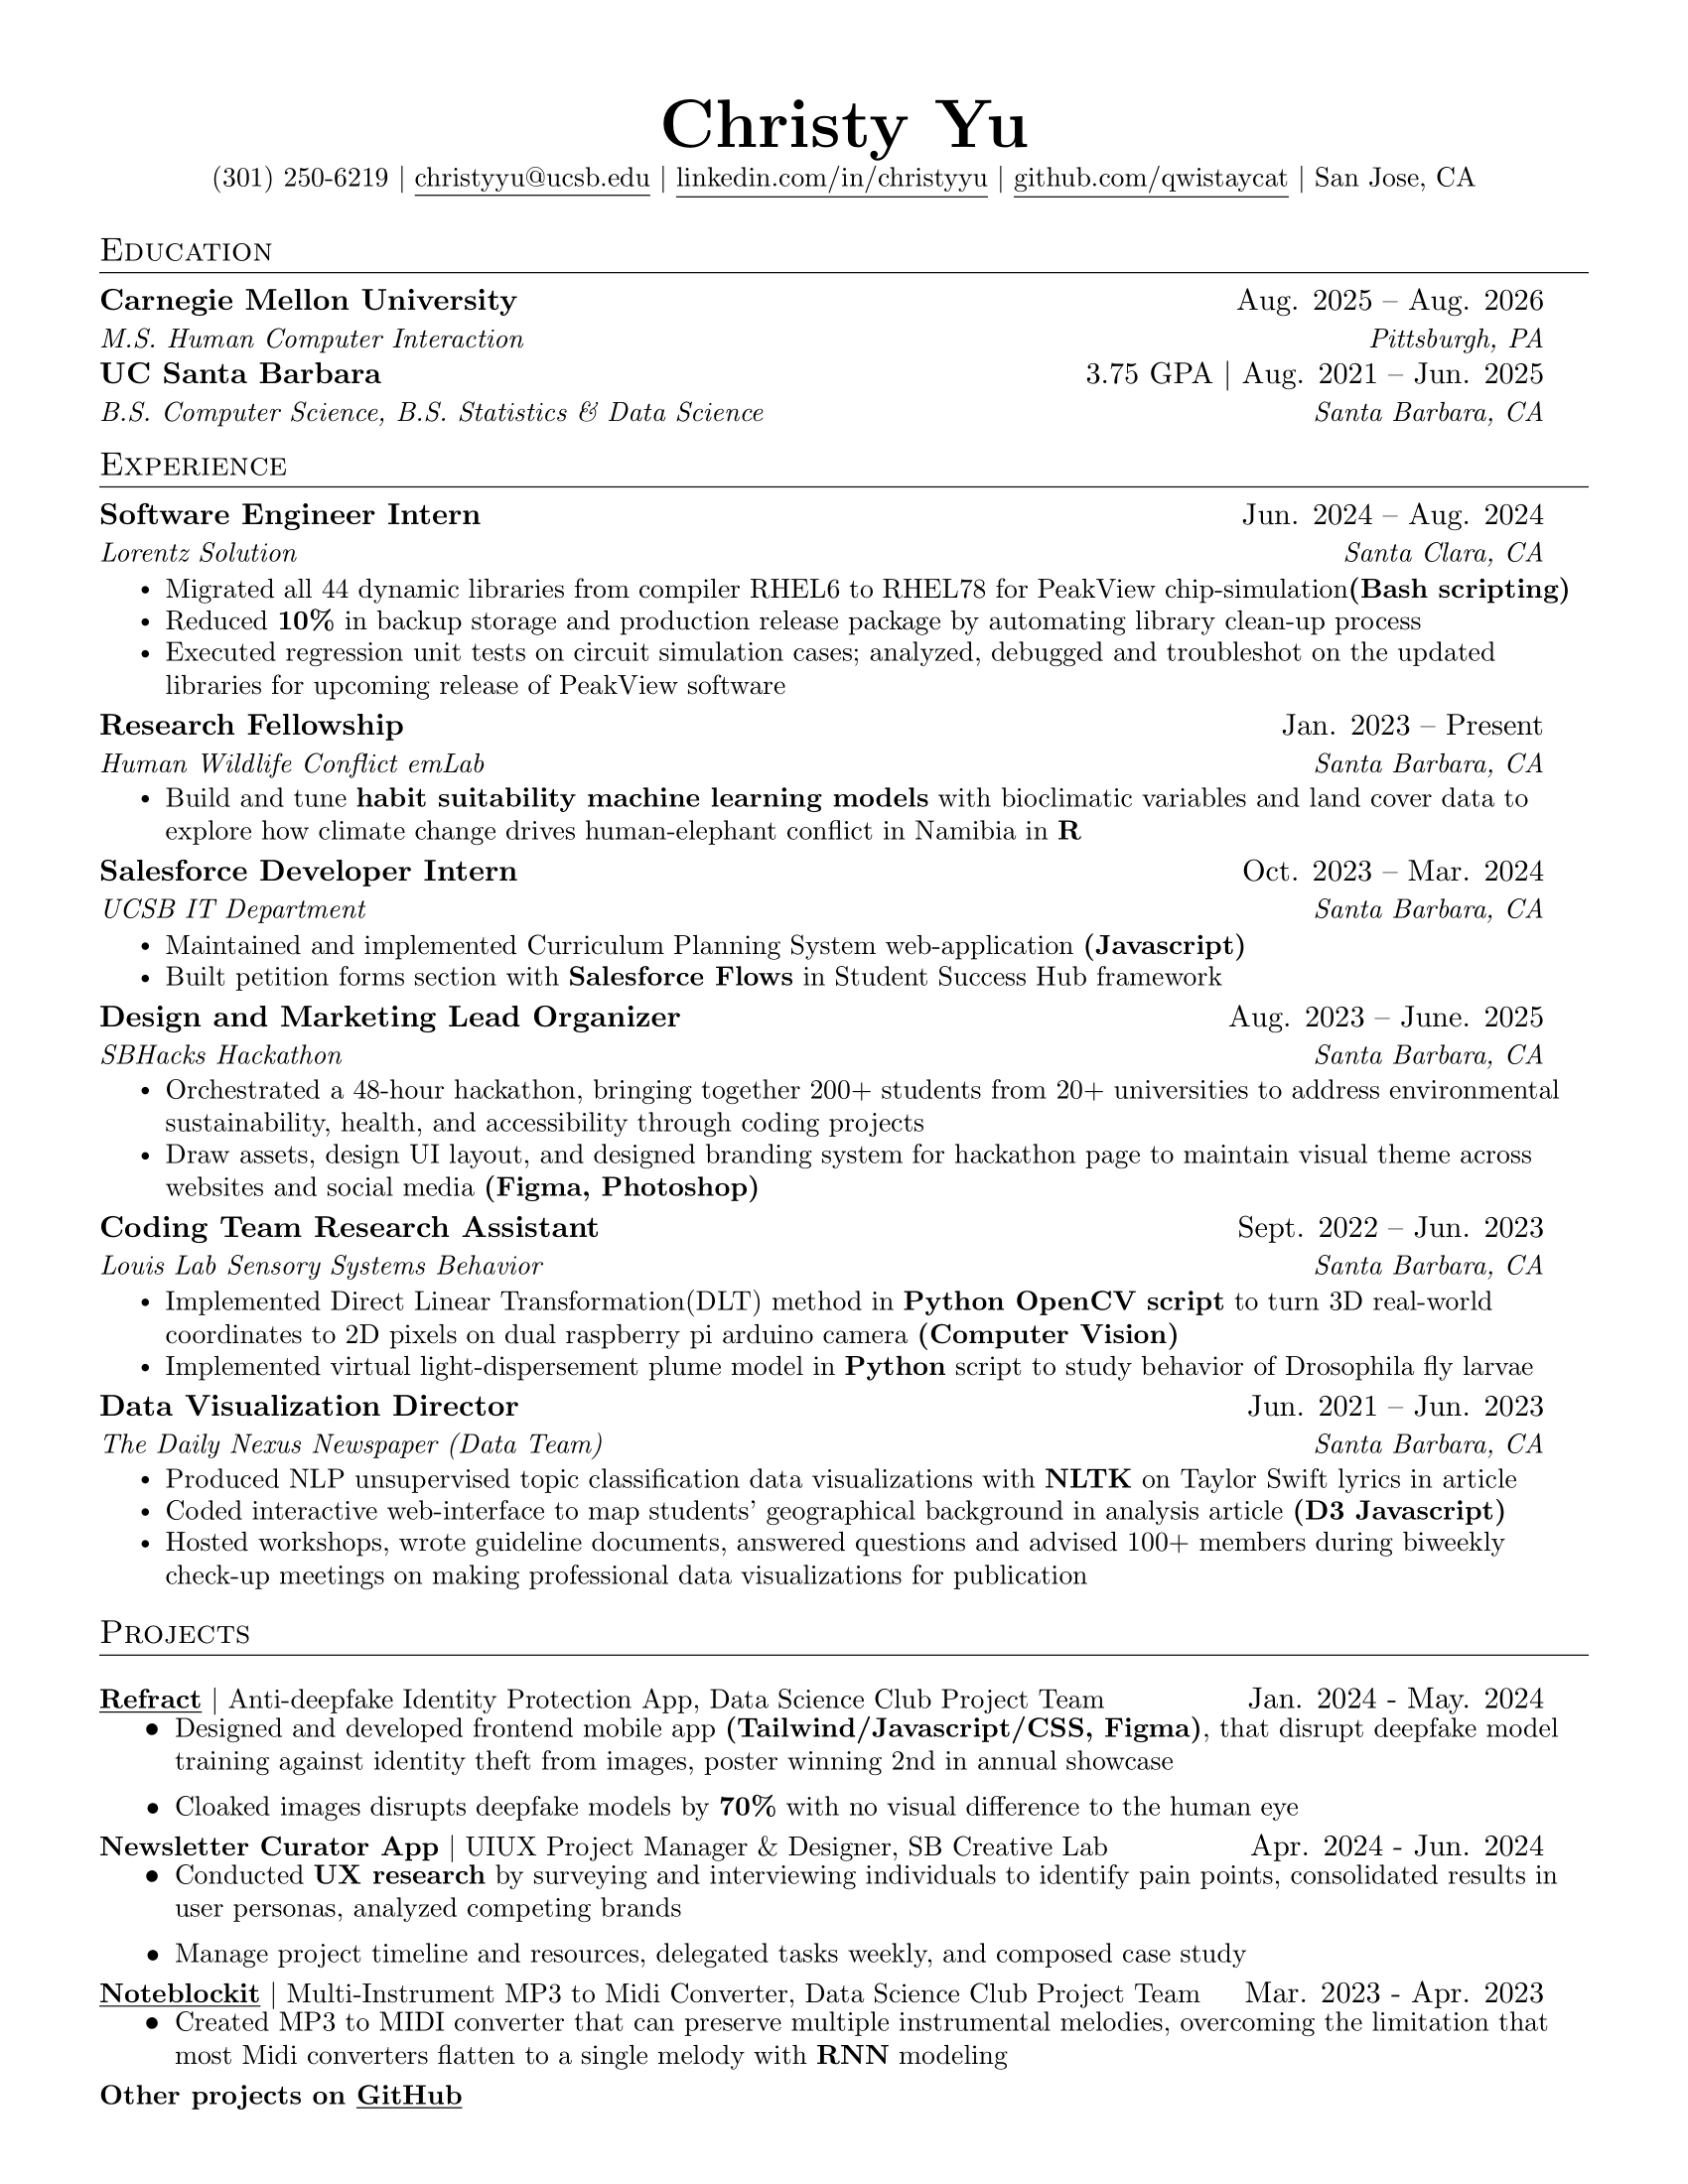 Christy Yu
(301) 250-6219 | christyyu@ucsb.edu | linkedin.com/in/christyyu | github.com/qwistaycat | San Jose, CA
Education
Carnegie Mellon University Aug. 2025 – Aug. 2026
M.S. Human Computer Interaction Pittsburgh, PA
UC Santa Barbara 3.75 GPA | Aug. 2021 – Jun. 2025
B.S. Computer Science, B.S. Statistics & Data Science Santa Barbara, CA
Experience
Software Engineer Intern Jun. 2024 – Aug. 2024
Lorentz Solution Santa Clara, CA
• Migrated all 44 dynamic libraries from compiler RHEL6 to RHEL78 for PeakView chip-simulation(Bash scripting)
• Reduced 10% in backup storage and production release package by automating library clean-up process
• Executed regression unit tests on circuit simulation cases; analyzed, debugged and troubleshot on the updated
libraries for upcoming release of PeakView software
Research Fellowship Jan. 2023 – Present
Human Wildlife Conflict emLab Santa Barbara, CA
• Build and tune habit suitability machine learning models with bioclimatic variables and land cover data to
explore how climate change drives human-elephant conflict in Namibia in R
Salesforce Developer Intern Oct. 2023 – Mar. 2024
UCSB IT Department Santa Barbara, CA
• Maintained and implemented Curriculum Planning System web-application (Javascript)
• Built petition forms section with Salesforce Flows in Student Success Hub framework
Design and Marketing Lead Organizer Aug. 2023 – June. 2025
SBHacks Hackathon Santa Barbara, CA
• Orchestrated a 48-hour hackathon, bringing together 200+ students from 20+ universities to address environmental
sustainability, health, and accessibility through coding projects
• Draw assets, design UI layout, and designed branding system for hackathon page to maintain visual theme across
websites and social media (Figma, Photoshop)
Coding Team Research Assistant Sept. 2022 – Jun. 2023
Louis Lab Sensory Systems Behavior Santa Barbara, CA
• Implemented Direct Linear Transformation(DLT) method in Python OpenCV script to turn 3D real-world
coordinates to 2D pixels on dual raspberry pi arduino camera (Computer Vision)
• Implemented virtual light-dispersement plume model in Python script to study behavior of Drosophila fly larvae
Data Visualization Director Jun. 2021 – Jun. 2023
The Daily Nexus Newspaper (Data Team) Santa Barbara, CA
• Produced NLP unsupervised topic classification data visualizations with NLTK on Taylor Swift lyrics in article
• Coded interactive web-interface to map students' geographical background in analysis article (D3 Javascript)
• Hosted workshops, wrote guideline documents, answered questions and advised 100+ members during biweekly
check-up meetings on making professional data visualizations for publication
Projects
Refract | Anti-deepfake Identity Protection App, Data Science Club Project Team Jan. 2024 - May. 2024
• Designed and developed frontend mobile app (Tailwind/Javascript/CSS, Figma), that disrupt deepfake model
training against identity theft from images, poster winning 2nd in annual showcase
• Cloaked images disrupts deepfake models by 70% with no visual difference to the human eye
Newsletter Curator App | UIUX Project Manager & Designer, SB Creative Lab Apr. 2024 - Jun. 2024
• Conducted UX research by surveying and interviewing individuals to identify pain points, consolidated results in
user personas, analyzed competing brands
• Manage project timeline and resources, delegated tasks weekly, and composed case study
Noteblockit | Multi-Instrument MP3 to Midi Converter, Data Science Club Project Team Mar. 2023 - Apr. 2023
• Created MP3 to MIDI converter that can preserve multiple instrumental melodies, overcoming the limitation that
most Midi converters flatten to a single melody with RNN modeling
Other projects on GitHub